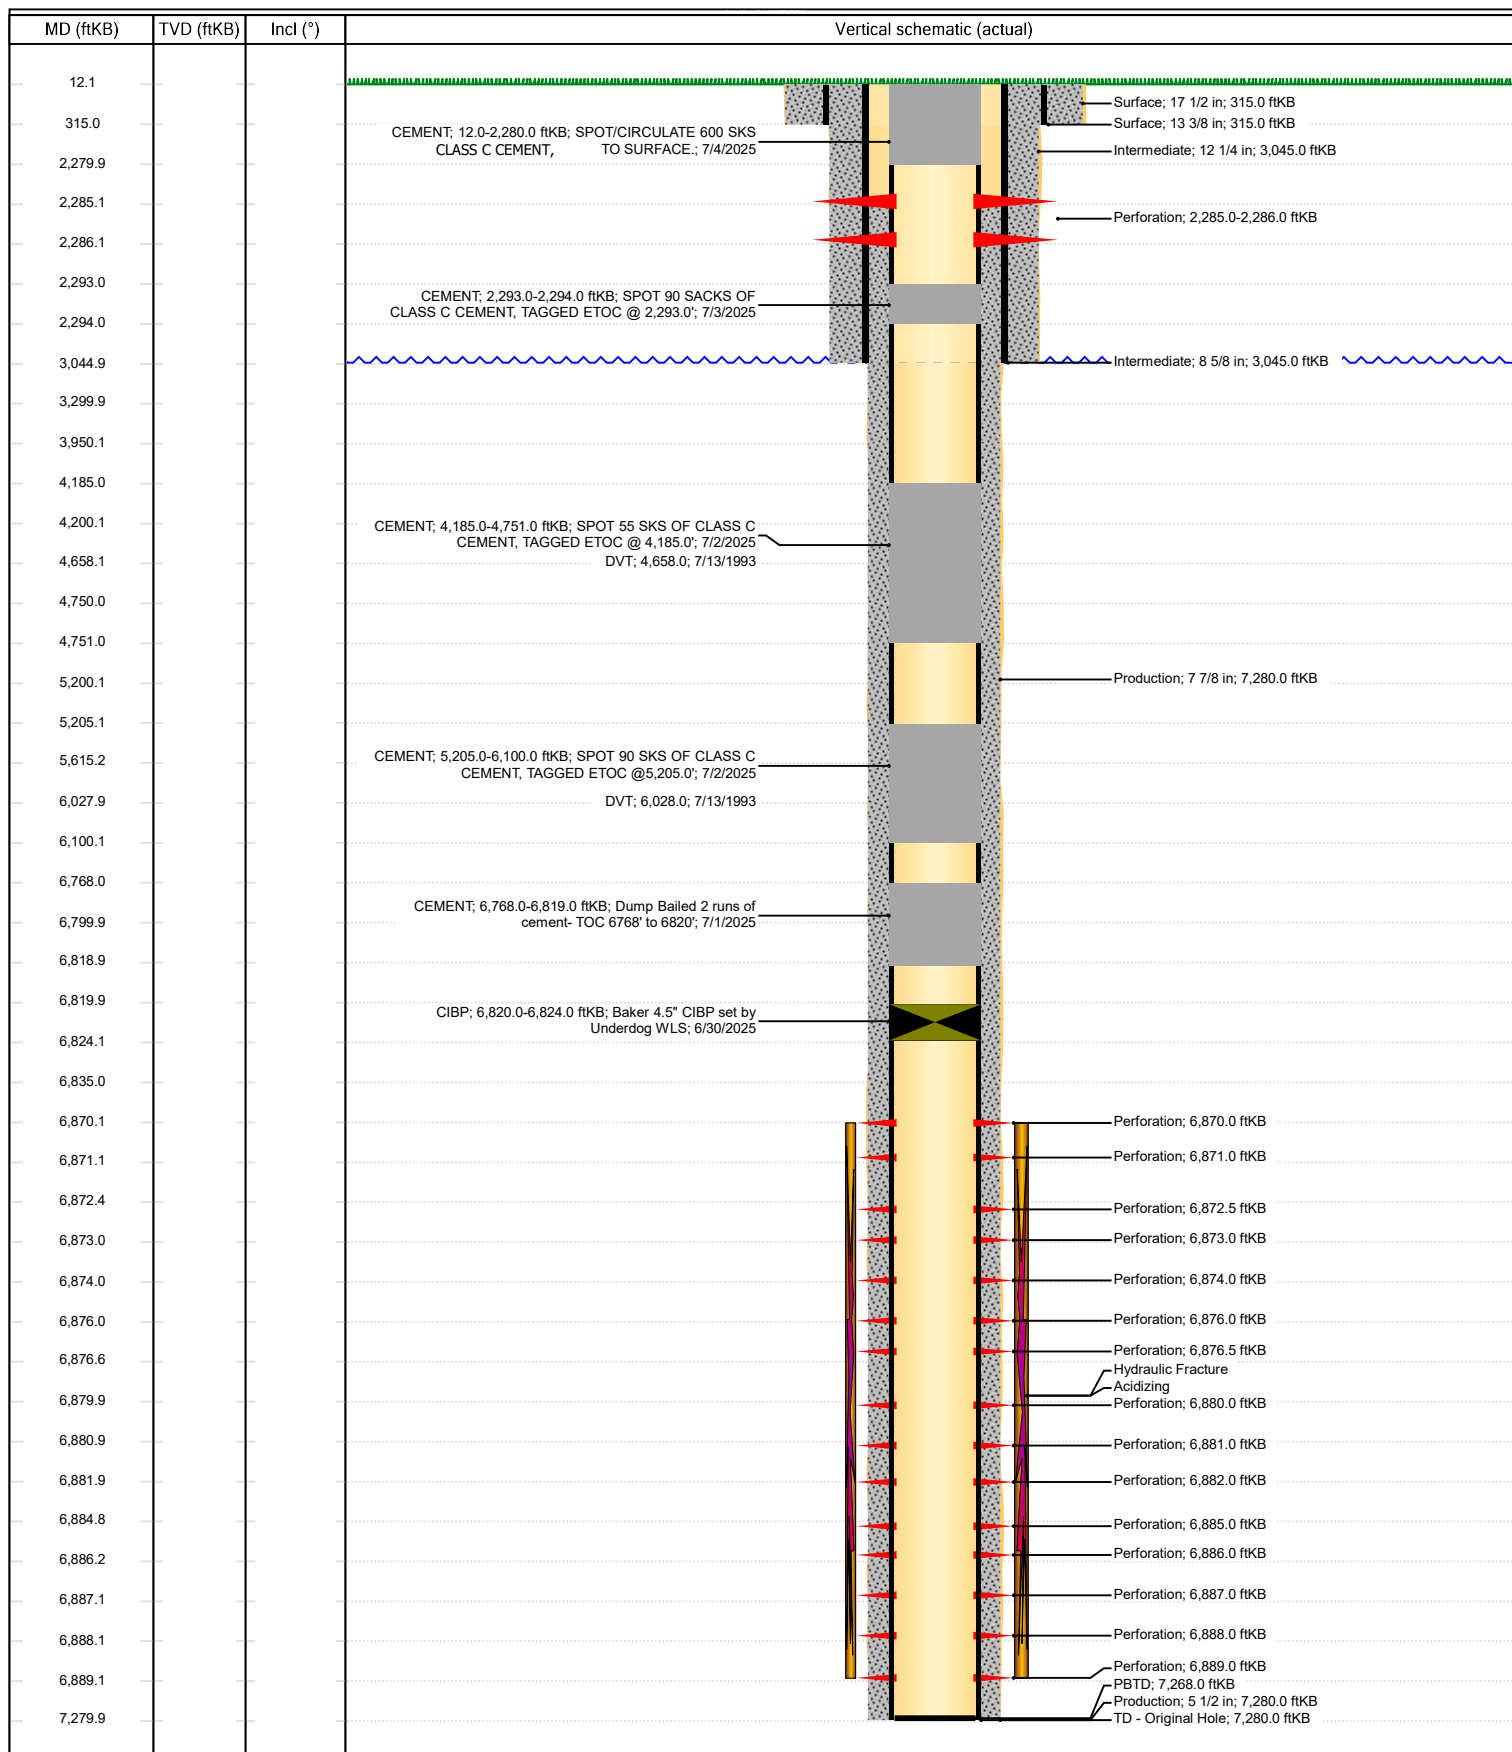 MD (ftKB) TVD (ftKB) Incl (°) Vertical schematic (actual)
12.1
315.0
2,279.9
2,285.1
2,286.1
2,293.0
2,294.0
3,044.9
3,299.9
3,950.1
4,185.0
4,200.1
4,658.1
4,750.0
4,751.0
5,200.1
5,205.1
5,615.2
6,027.9
6,100.1
6,768.0
6,799.9
6,818.9
6,819.9
6,824.1
6,835.0
6,870.1
6,871.1
6,872.4
6,873.0
6,874.0
6,876.0
6,876.6
6,879.9
6,880.9
6,881.9
6,884.8
6,886.2
6,887.1
6,888.1
6,889.1
7,279.9
CEMENT; 12.0-2,280.0 ftKB; SPOT/CIRCULATE 600 SKS
CLASS C CEMENT, TO SURFACE.; 7/4/2025
CEMENT; 2,293.0-2,294.0 ftKB; SPOT 90 SACKS OF
CLASS C CEMENT, TAGGED ETOC @ 2,293.0'; 7/3/2025
CEMENT; 4,185.0-4,751.0 ftKB; SPOT 55 SKS OF CLASS C
CEMENT, TAGGED ETOC @ 4,185.0'; 7/2/2025
DVT; 4,658.0; 7/13/1993
CEMENT; 5,205.0-6,100.0 ftKB; SPOT 90 SKS OF CLASS C
CEMENT, TAGGED ETOC @5,205.0'; 7/2/2025
DVT; 6,028.0; 7/13/1993
CEMENT; 6,768.0-6,819.0 ftKB; Dump Bailed 2 runs of
cement- TOC 6768' to 6820'; 7/1/2025
CIBP; 6,820.0-6,824.0 ftKB; Baker 4.5" CIBP set by
Underdog WLS; 6/30/2025
Surface; 17 1/2 in; 315.0 ftKB
Surface; 13 3/8 in; 315.0 ftKB
Intermediate; 12 1/4 in; 3,045.0 ftKB
Perforation; 2,285.0-2,286.0 ftKB
Intermediate; 8 5/8 in; 3,045.0 ftKB
Production; 7 7/8 in; 7,280.0 ftKB
Perforation; 6,870.0 ftKB
Perforation; 6,871.0 ftKB
Perforation; 6,872.5 ftKB
Perforation; 6,873.0 ftKB
Perforation; 6,874.0 ftKB
Perforation; 6,876.0 ftKB
Perforation; 6,876.5 ftKB
Hydraulic Fracture
Acidizing
Perforation; 6,880.0 ftKB
Perforation; 6,881.0 ftKB
Perforation; 6,882.0 ftKB
Perforation; 6,885.0 ftKB
Perforation; 6,886.0 ftKB
Perforation; 6,887.0 ftKB
Perforation; 6,888.0 ftKB
Perforation; 6,889.0 ftKB
PBTD; 7,268.0 ftKB
Production; 5 1/2 in; 7,280.0 ftKB
TD - Original Hole; 7,280.0 ftKB